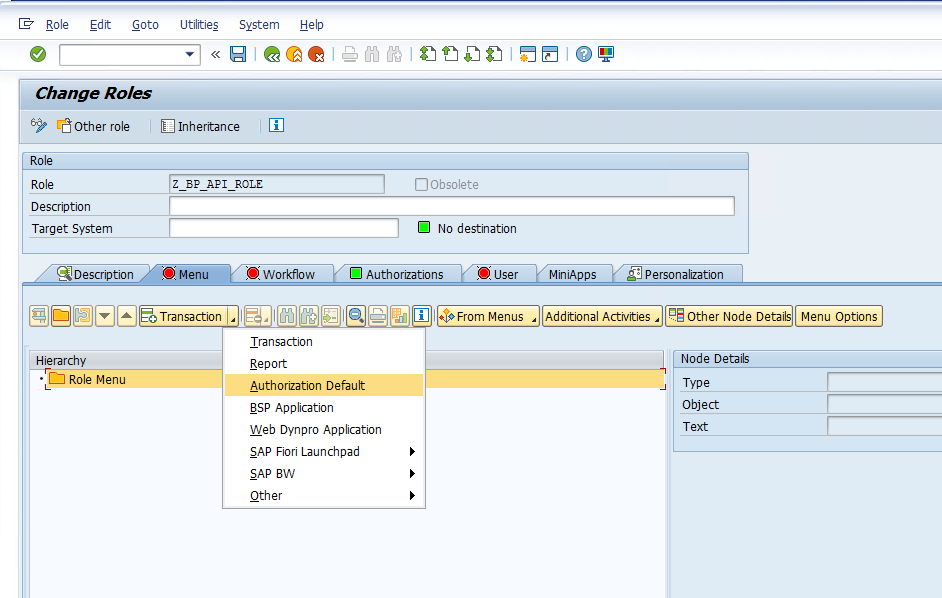 Role Edit Goto Utilities System Help
Change Roles
Other role Inheritance
Role
Role Z_BP_API_ROLE Obsolete
Description
Target System No destination
Description Menu Workflow Authorizations User MiniApps Personalization
Transaction From Menus Additional Activities Other Node Details Menu Options
Transaction
Report
Authorization Default
BSP Application
Web Dynpro Application
SAP Fiori Launchpad
SAP BW
Other
Hierarchy
Role Menu
Node Details
Type
Object
Text